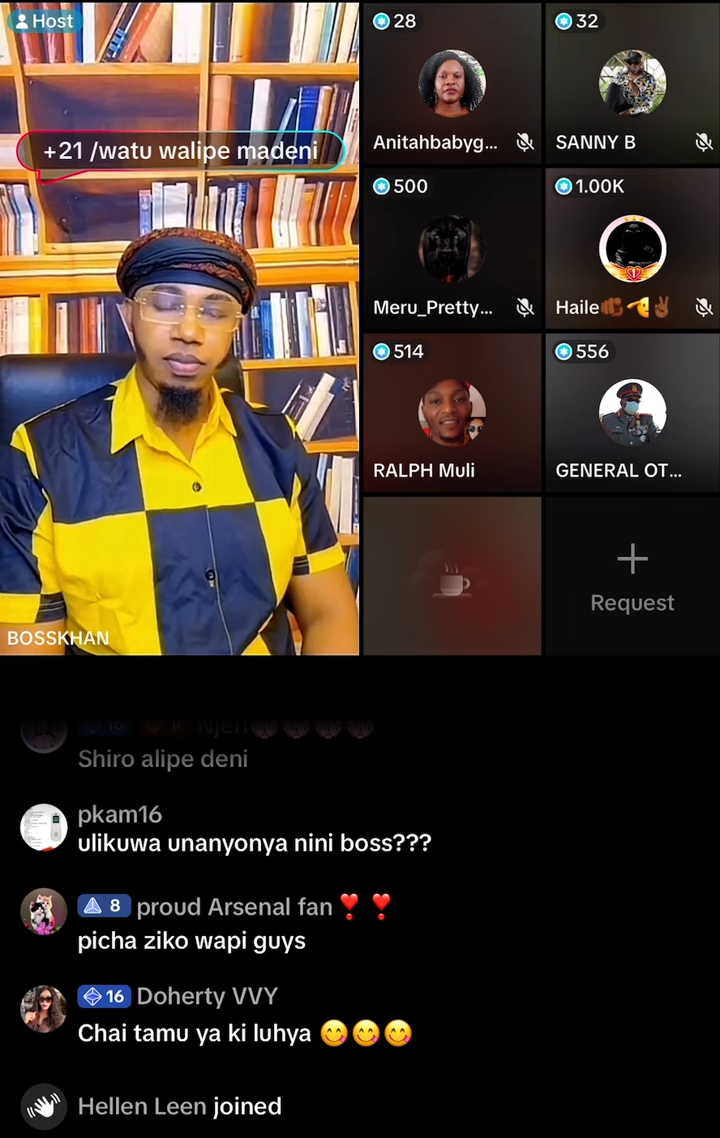 Host
+21 /watu walipe madeni
BOSSKHAN
28
Anitahbabyg...
32
SANNY B
500
Meru_Pretty...
1.00K
Haile
514
RALPH Muli
556
GENERAL OT...
Request
16 Njeri
Shiro alipe deni
pkam16
ulikuwa unanyonya nini boss???
8 proud Arsenal fan❣️❣️
picha ziko wapi guys
16 Doherty VVY
Chai tamu ya ki luhya 😋😋😋
Hellen Leen joined